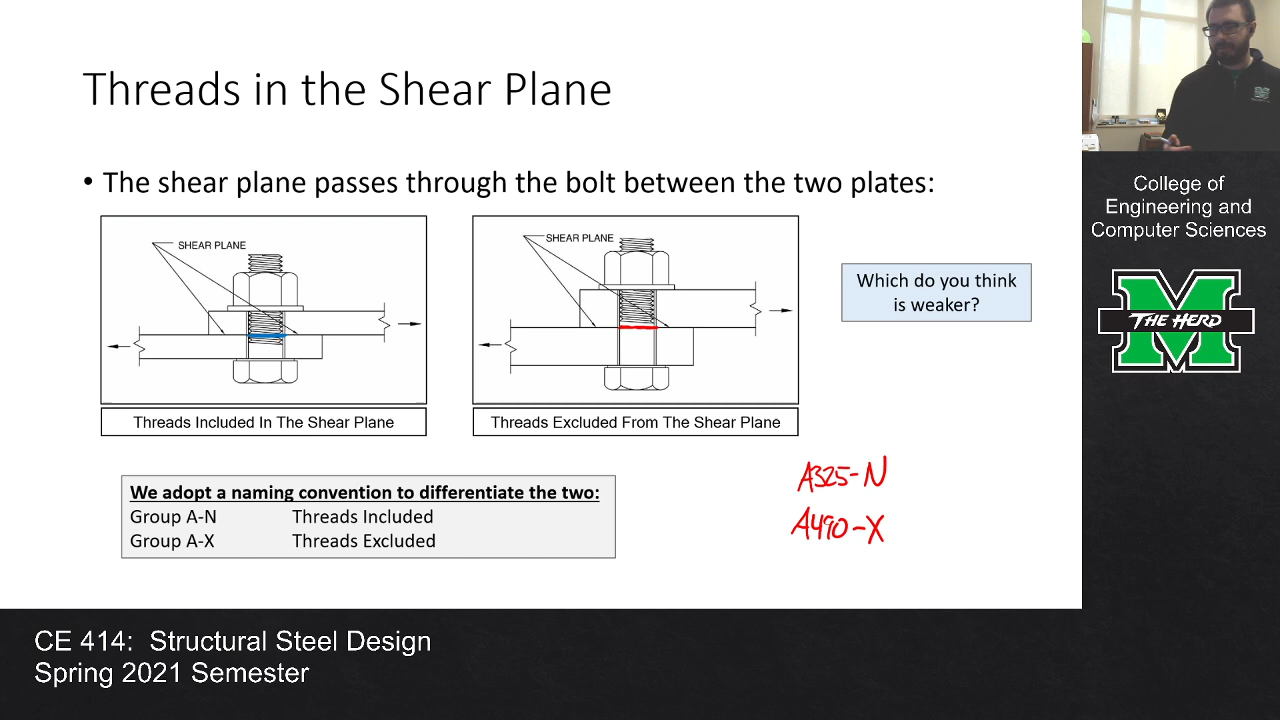 Threads in the Shear Plane
• The shear plane passes through the bolt between the two plates:
SHEAR PLANE
SHEAR PLANE
Which do you think
is weaker?
Threads Included In The Shear Plane
Threads Excluded From The Shear Plane
We adopt a naming convention to differentiate the two:
Group A-N Threads Included
Group A-X Threads Excluded
A325-N
A490-X
College of
Engineering and
Computer Sciences
THE HERD
CE 414: Structural Steel Design
Spring 2021 Semester